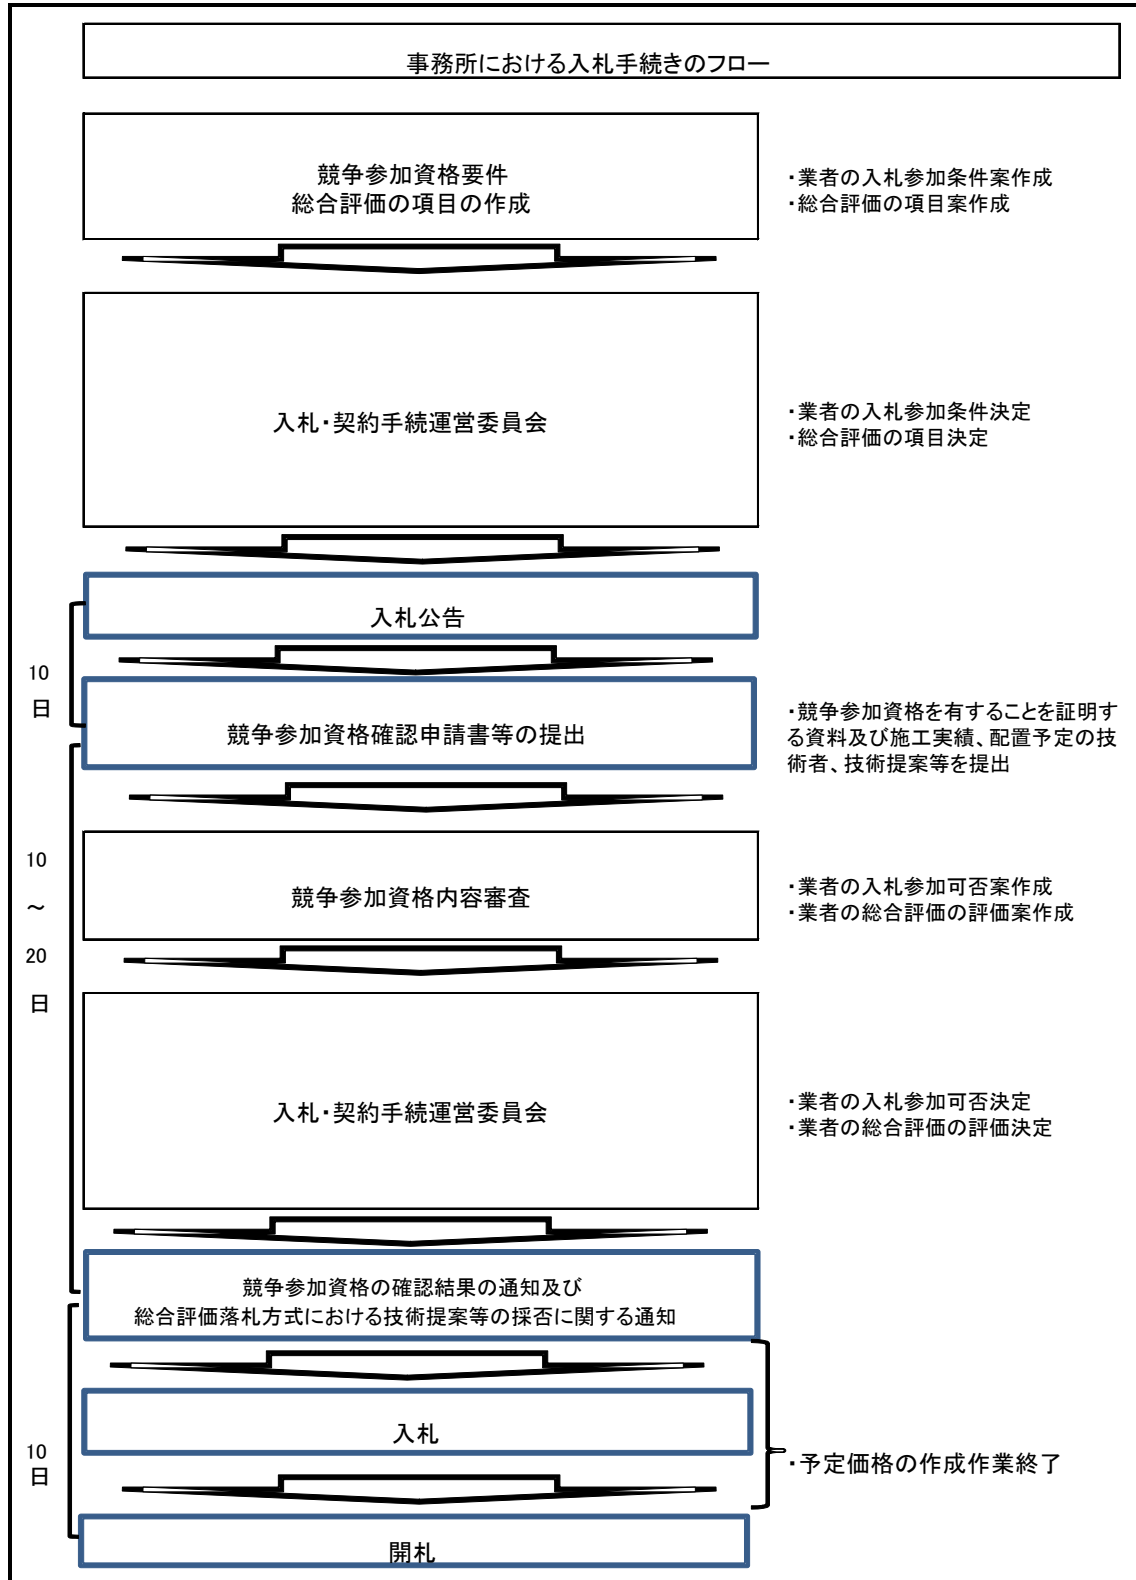 事務所における入札手続きのフロー
競争参加資格要件
総合評価の項目の作成
・業者の入札参加条件案作成
・総合評価の項目案作成
入札・契約手続運営委員会
・業者の入札参加条件決定
・総合評価の項目決定
入札公告
10
日
競争参加資格確認申請書等の提出
・競争参加資格を有することを証明す
る資料及び施工実績、配置予定の技
術者、技術提案等を提出
10
～
20
日
競争参加資格内容審査
・業者の入札参加可否案作成
・業者の総合評価の評価案作成
入札・契約手続運営委員会
・業者の入札参加可否決定
・業者の総合評価の評価決定
競争参加資格の確認結果の通知及び
総合評価落札方式における技術提案等の採否に関する通知
入札
10
日
・予定価格の作成作業終了
開札